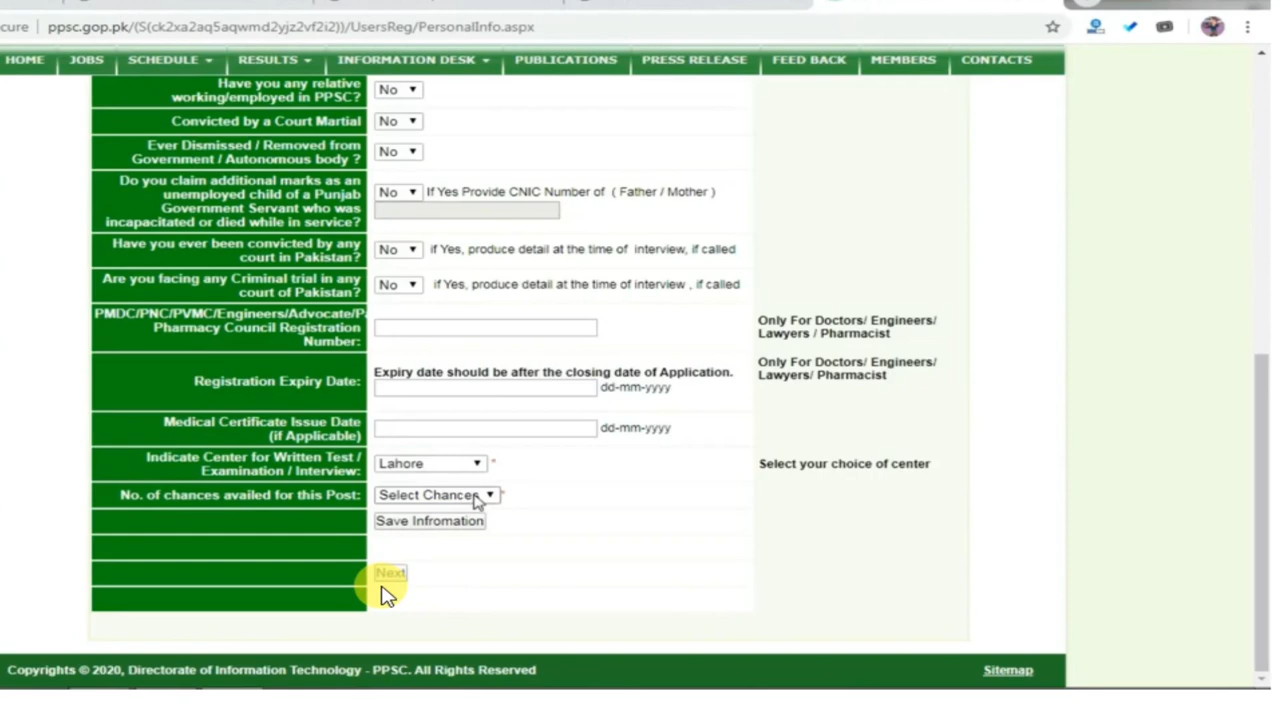 cure | ppsc.gop.pk/(S(ck2xa2aq5aqwmd2yjz2vf2i2))/UsersReg/PersonalInfo.aspx
HOME JOBS SCHEDULE RESULTS INFORMATION DESK PUBLICATIONS PRESS RELEASE FEED BACK MEMBERS CONTACTS
Have you any relative
working/employed in PPSC?
No
Convicted by a Court Martial
No
Ever Dismissed / Removed from
Government / Autonomous body ?
No
Do you claim additional marks as an
unemployed child of a Punjab
Government Servant who was
incapacitated or died while in service?
No If Yes Provide CNIC Number of ( Father / Mother )
Have you ever been convicted by any
court in Pakistan?
No if Yes, produce detail at the time of interview, if called
Are you facing any Criminal trial in any
court of Pakistan?
No if Yes, produce detail at the time of interview , if called
PMDC/PNC/PVMC/Engineers/Advocate/P
Pharmacy Council Registration
Number:
Only For Doctors/ Engineers/
Lawyers / Pharmacist
Registration Expiry Date:
Expiry date should be after the closing date of Application.
dd-mm-yyyy
Only For Doctors/ Engineers/
Lawyers/ Pharmacist
Medical Certificate Issue Date
(if Applicable)
dd-mm-yyyy
Indicate Center for Written Test /
Examination / Interview:
Lahore *
Select your choice of center
No. of chances availed for this Post:
Select Chances *
Save Infromation
Next
Copyrights © 2020, Directorate of Information Technology - PPSC. All Rights Reserved Sitemap